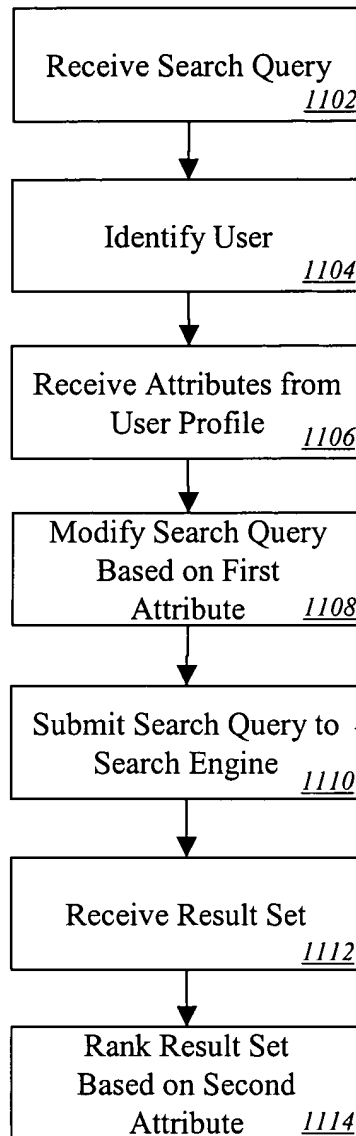 Receive Search Query
1102
Identify User
1104
Receive Attributes from
User Profile
1106
Modify Search Query
Based on First
Attribute
1108
Submit Search Query to
Search Engine
1110
Receive Result Set
1112
Rank Result Set
Based on Second
Attribute
1114